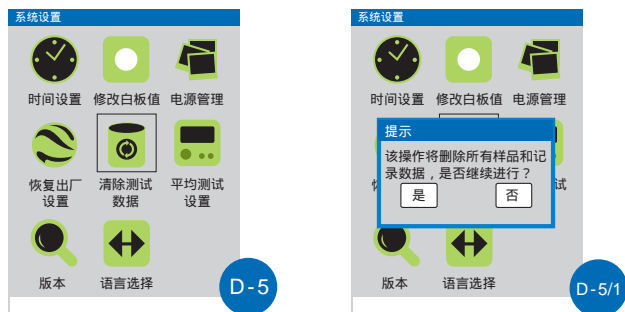 系统设置
时间设置 修改白板值 电源管理
恢复出厂 清除测试 平均测试
设置 数据 设置
版本 语言选择
D-5
系统设置
时间设置 修改白板值 电源管理
提示
该操作将删除所有样品和记
录数据，是否继续进行？
是 否
试
版本 语言选择
D-5/1